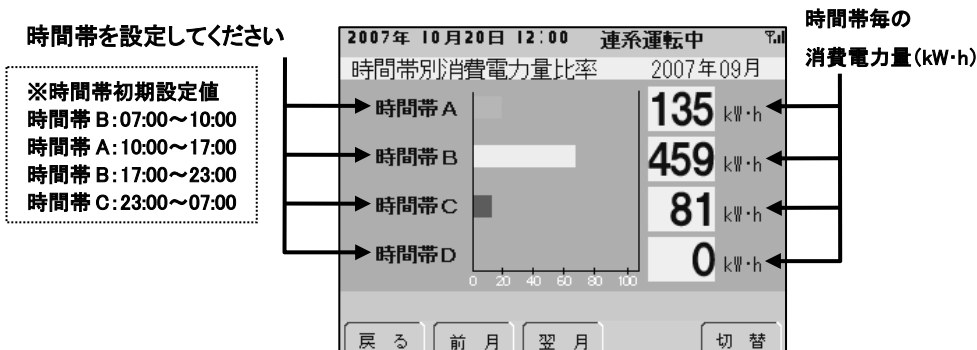 時間帯を設定してください
※時間帯初期設定値
時間帯 B:07:00～10:00
時間帯 A:10:00～17:00
時間帯 B:17:00～23:00
時間帯 C:23:00～07:00
2007年 10月20日 12:00 連系運転中
時間帯別消費電力量比率 2007年09月
時間帯A 135 kW·h
時間帯B 459 kW·h
時間帯C 81 kW·h
時間帯D 0 kW·h
0 20 40 60 80 100
戻る 前月 翌月 切替
時間帯毎の
消費電力量(kW·h)